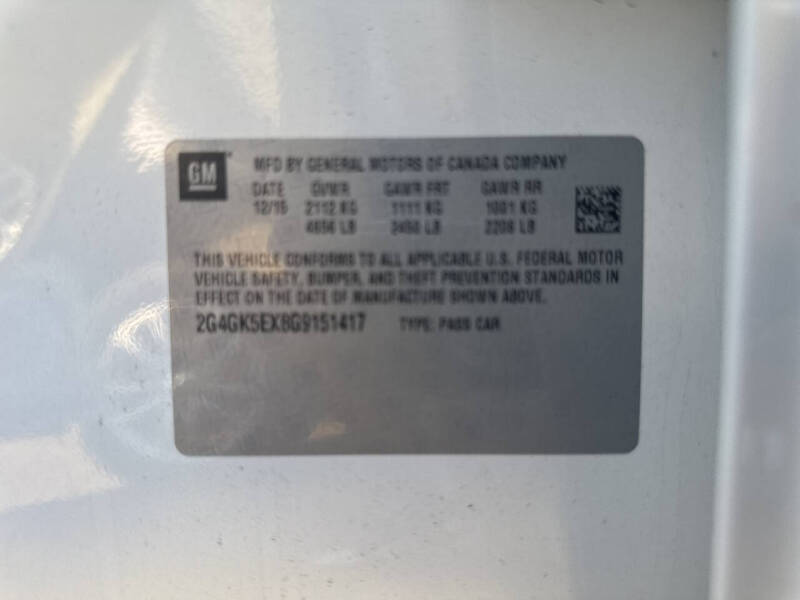 GM
MFD BY GENERAL MOTORS OF CANADA COMPANY
DATE GVWR GAWR FRT GAWR RR
12/15 2112 KG 1111 KG 1001 KG
4656 LB 2450 LB 2206 LB
THIS VEHICLE CONFORMS TO ALL APPLICABLE U.S. FEDERAL MOTOR
VEHICLE SAFETY, BUMPER, AND THEFT PREVENTION STANDARDS IN
EFFECT ON THE DATE OF MANUFACTURE SHOWN ABOVE.
2G4GK5EX8G9151417 TYPE: PASS CAR